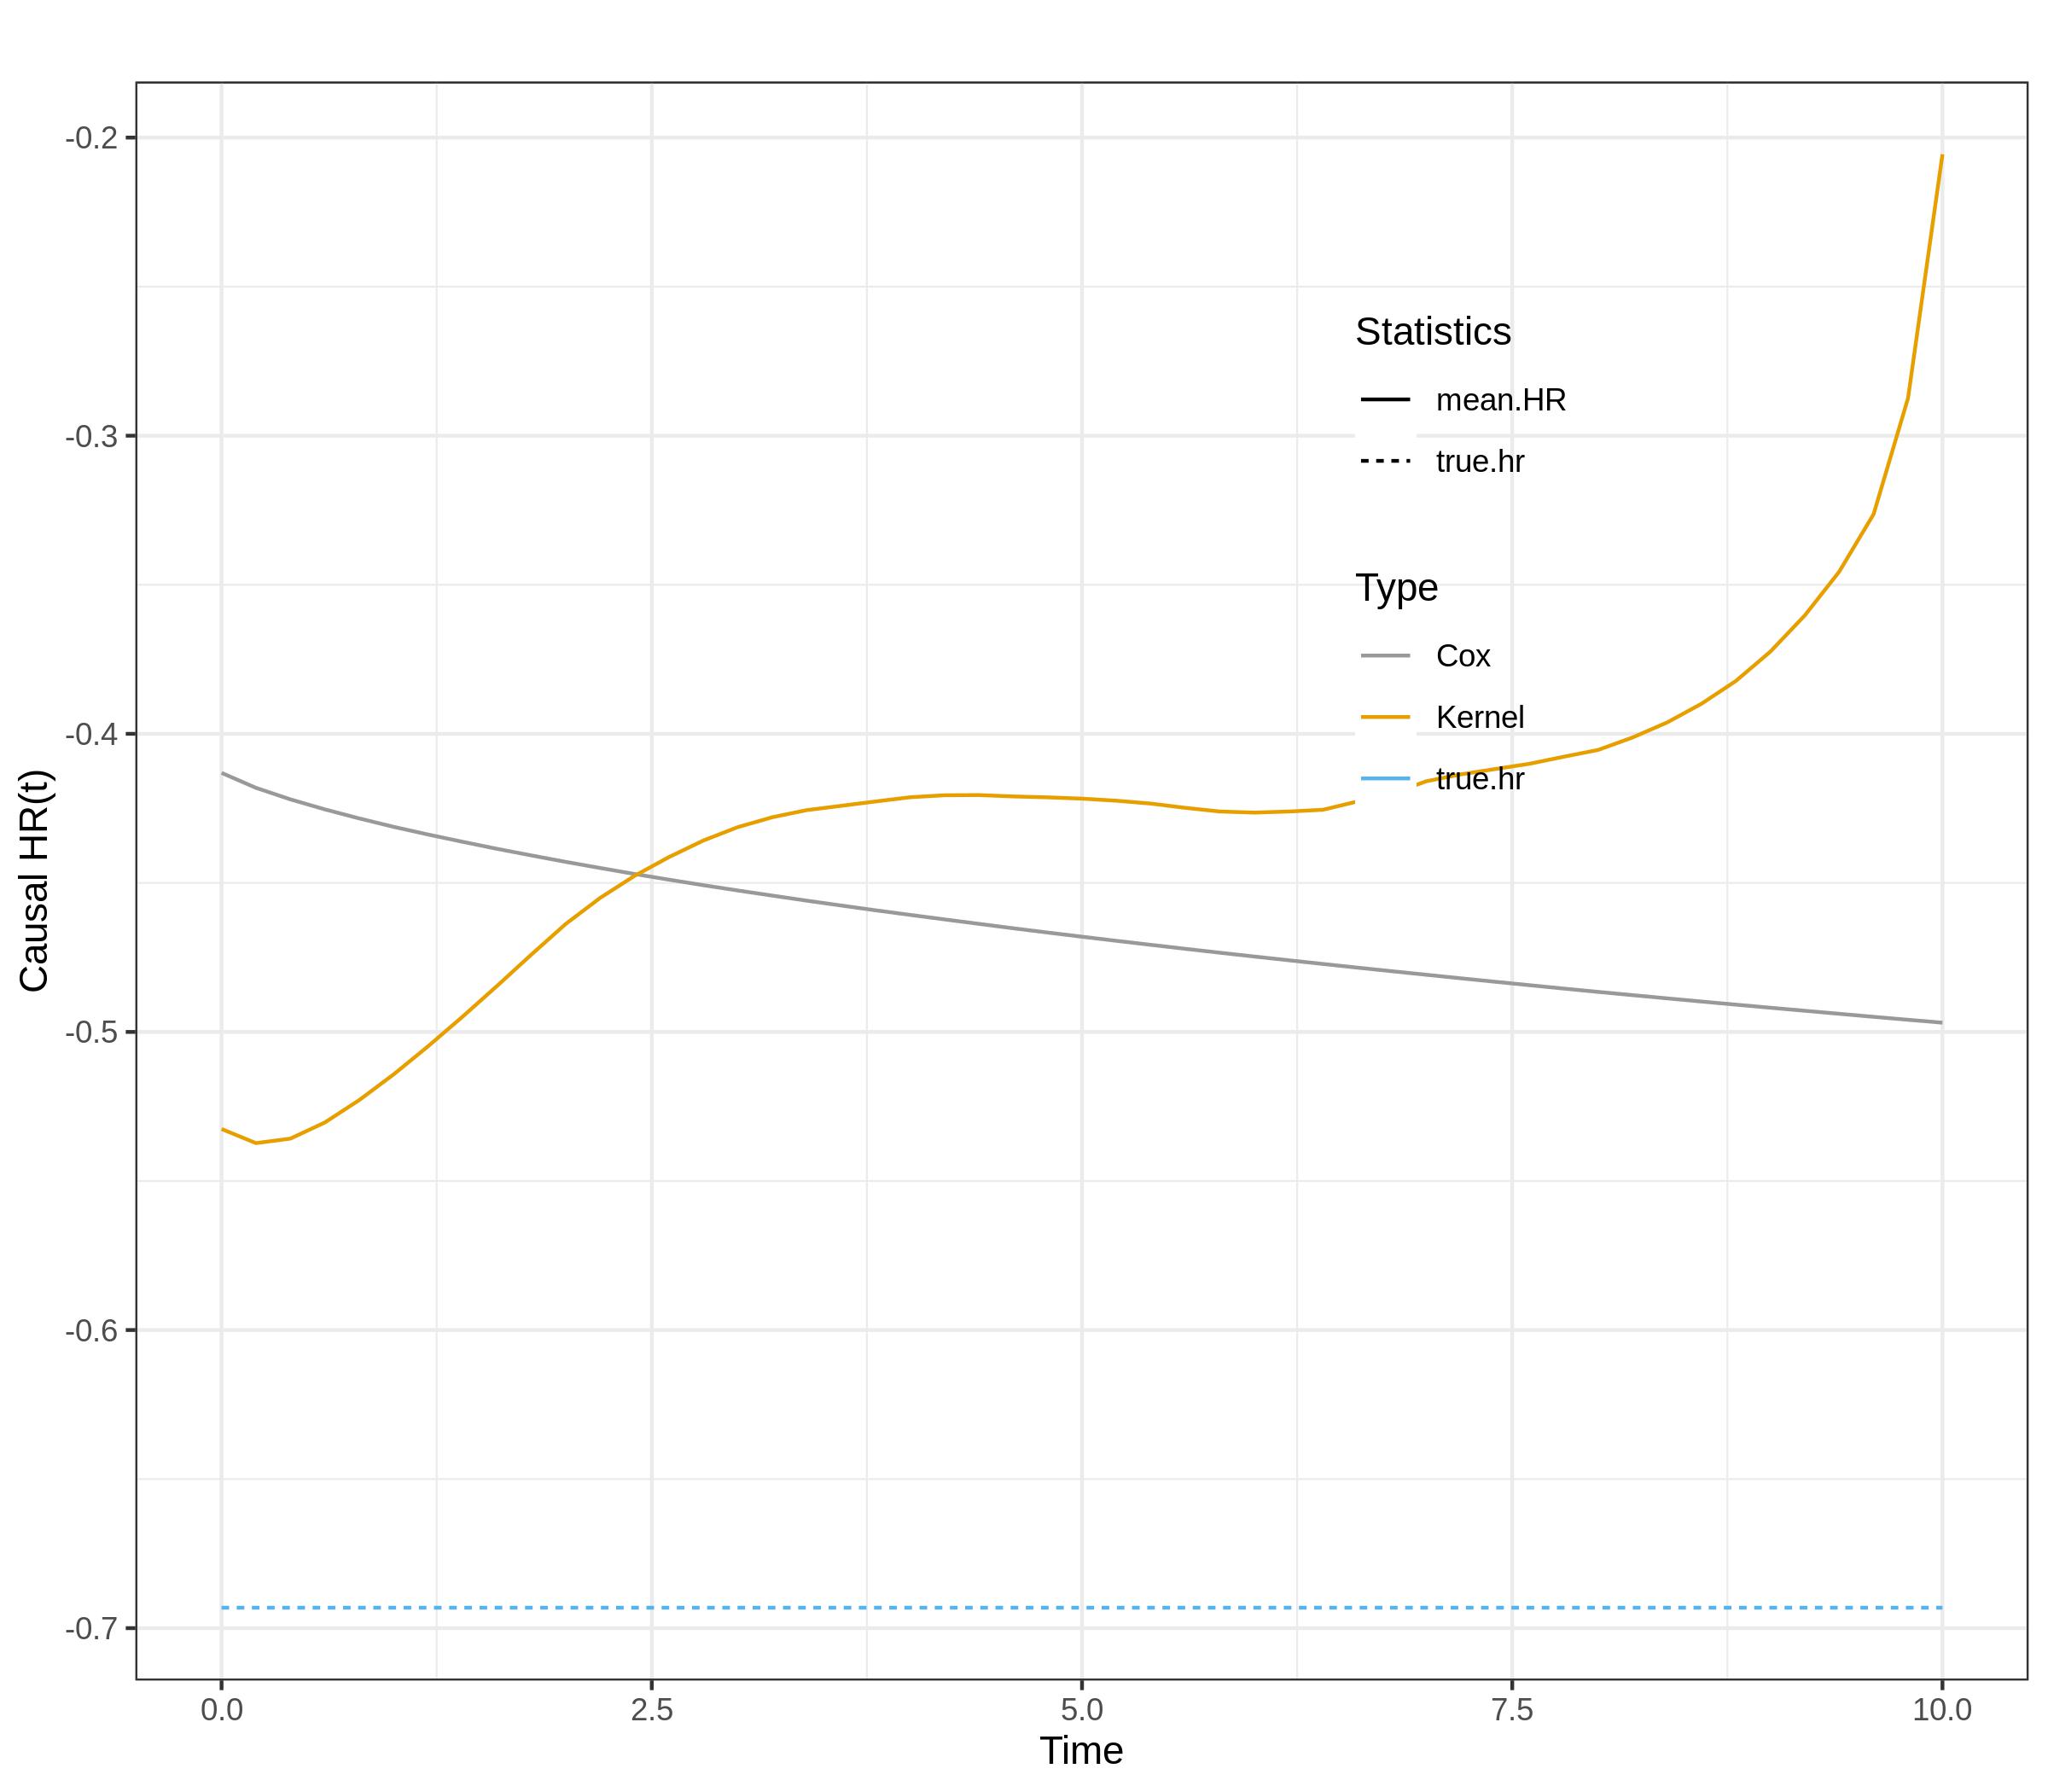 -0.2
-0.3
-0.4
-0.5
-0.6
-0.7
Causal HR(t)
Statistics
mean.HR
true.hr
Type
Cox
Kernel
true.hr
0.0
2.5
5.0
7.5
10.0
Time